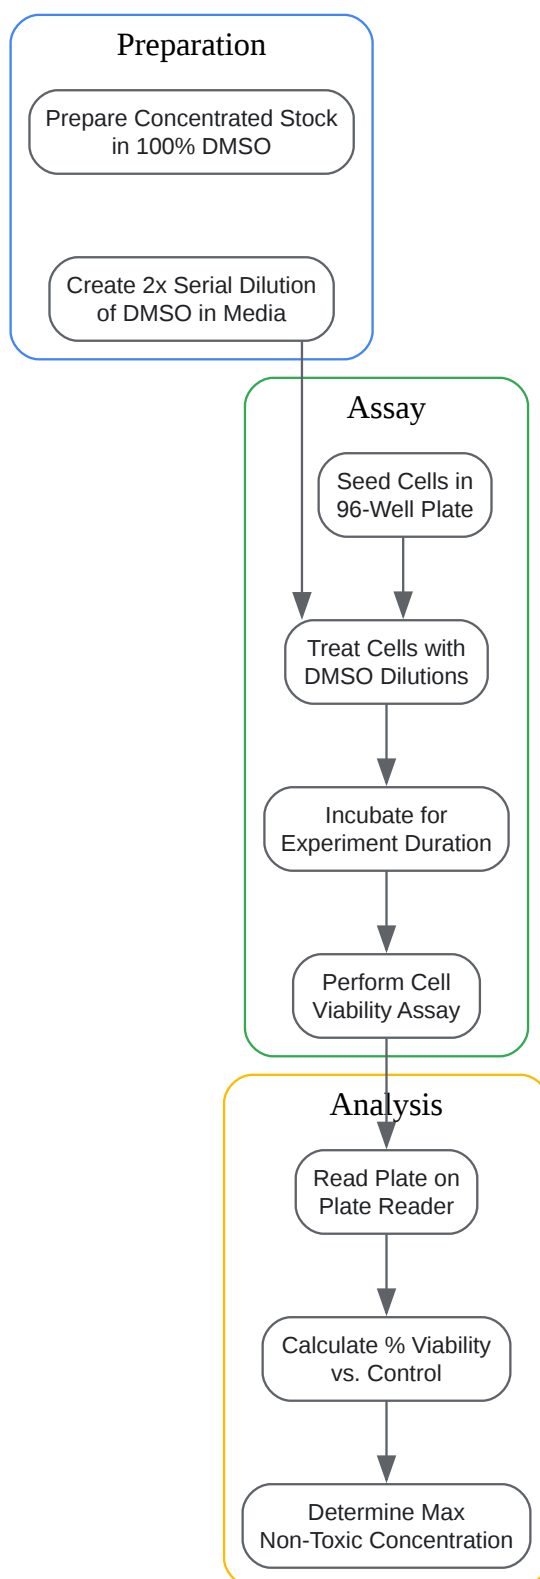 Preparation
Prepare Concentrated Stock
in 100% DMSO
Create 2x Serial Dilution
of DMSO in Media
Assay
Seed Cells in
96-Well Plate
Treat Cells with
DMSO Dilutions
Incubate for
Experiment Duration
Perform Cell
Viability Assay
Analysis
Read Plate on
Plate Reader
Calculate % Viability
vs. Control
Determine Max
Non-Toxic Concentration